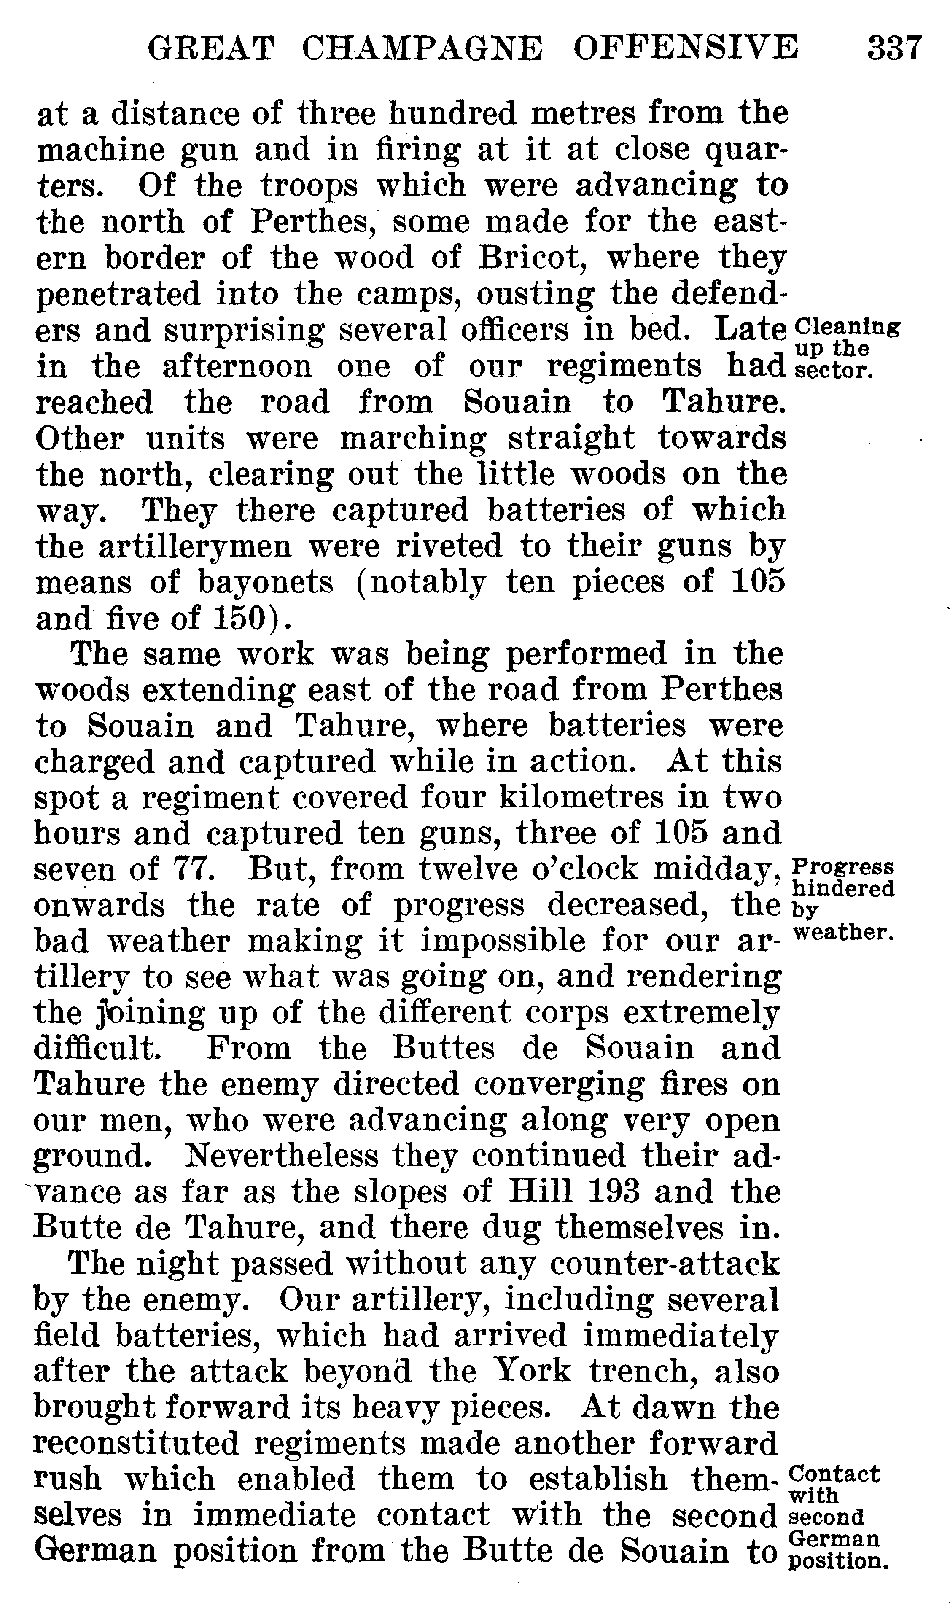 GREAT CHAMPAGNE OFFENSIVE 337
at a distance of three hundred metres from the
machine gun and in firing at it at close quar-
ters. Of the troops which were advancing to
the north of Perthes, some made for the east-
ern border of the wood of Bricot, where they
penetrated into the camps, ousting the defend-
ers and surprising several officers in bed. Late
in the afternoon one of our regiments had
reached the road from Souain to Tahure.
Other units were marching straight towards
the north, clearing out the little woods on the
way. They there captured batteries of which
the artillerymen were riveted to their guns by
means of bayonets (notably ten pieces of 105
and five of 150).
Cleaning
up the
sector.
The same work was being performed in the
woods extending east of the road from Perthes
to Souain and Tahure, where batteries were
charged and captured while in action. At this
spot a regiment covered four kilometres in two
hours and captured ten guns, three of 105 and
seven of 77. But, from twelve o'clock midday,
onwards the rate of progress decreased, the
bad weather making it impossible for our ar-
tillery to see what was going on, and rendering
the joining up of the different corps extremely
difficult. From the Buttes de Souain and
Tahure the enemy directed converging fires on
our men, who were advancing along very open
ground. Nevertheless they continued their ad-
vance as far as the slopes of Hill 193 and the
Butte de Tahure, and there dug themselves in.
Progress
hindered
by
weather.
The night passed without any counter-attack
by the enemy. Our artillery, including several
field batteries, which had arrived immediately
after the attack beyond the York trench, also
brought forward its heavy pieces. At dawn the
reconstituted regiments made another forward
rush which enabled them to establish them-
selves in immediate contact with the second
German position from the Butte de Souain to
Contact
with
second
German
position.